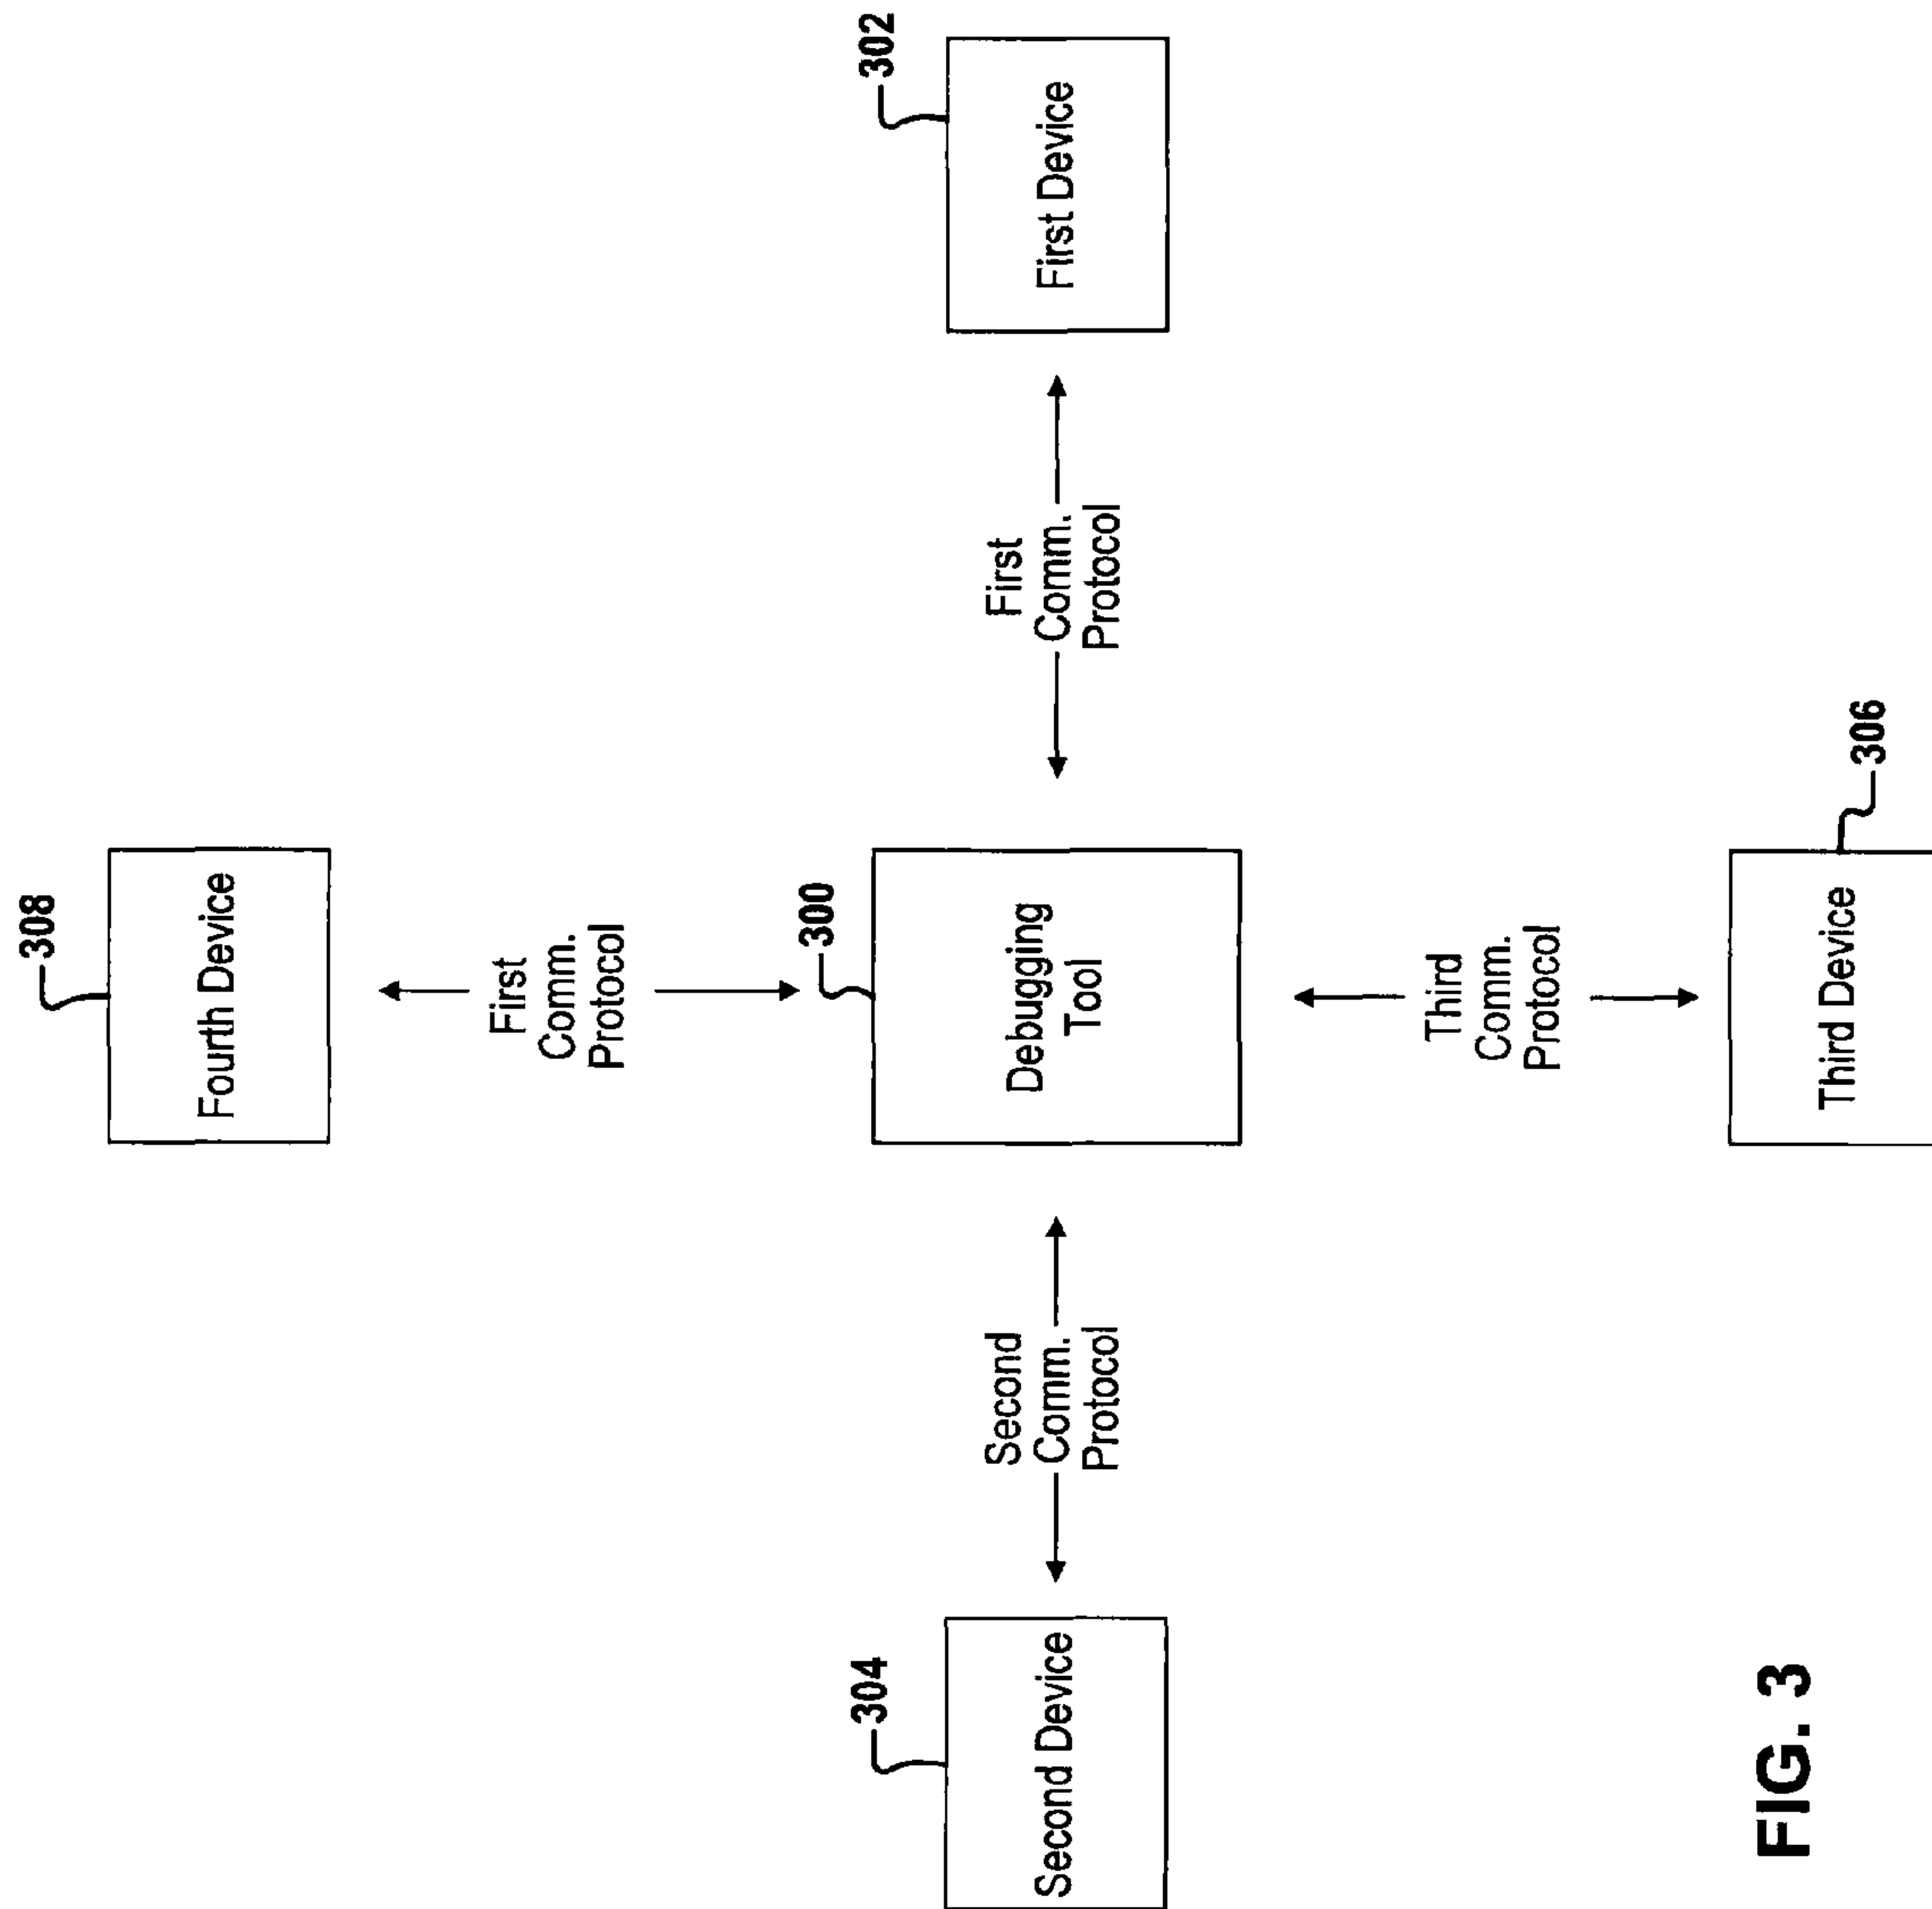 308
Fourth Device
First
Comm.
Protocol
304
Second Device
Second
Comm.
Protocol
300
Debugging
Tool
First
Comm.
Protocol
302
First Device
Third
Comm.
Protocol
306
Third Device
FIG. 3